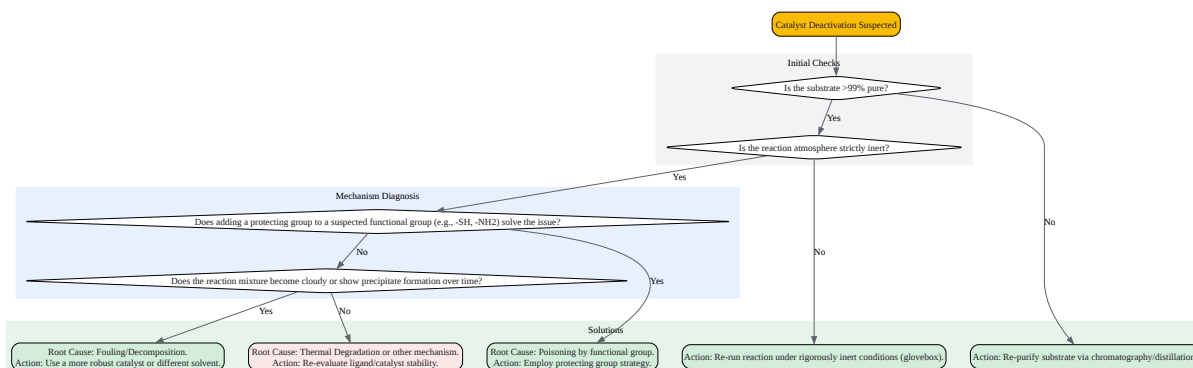 Catalyst Deactivation Suspected
Initial Checks
Is the substrate >99% pure?
Yes
Is the reaction atmosphere strictly inert?
Yes
Mechanism Diagnosis
Does adding a protecting group to a suspected functional group (e.g., -SH, -NH2) solve the issue?
No
No
No
Does the reaction mixture become cloudy or show precipitate formation over time?
Yes
Yes
No
Solutions
Root Cause: Fouling/Decomposition.
Action: Use a more robust catalyst or different solvent.
Root Cause: Thermal Degradation or other mechanism.
Action: Re-evaluate ligand/catalyst stability.
Root Cause: Poisoning by functional group.
Action: Employ protecting group strategy.
Action: Re-run reaction under rigorously inert conditions (glovebox).
Action: Re-purify substrate via chromatography/distillation